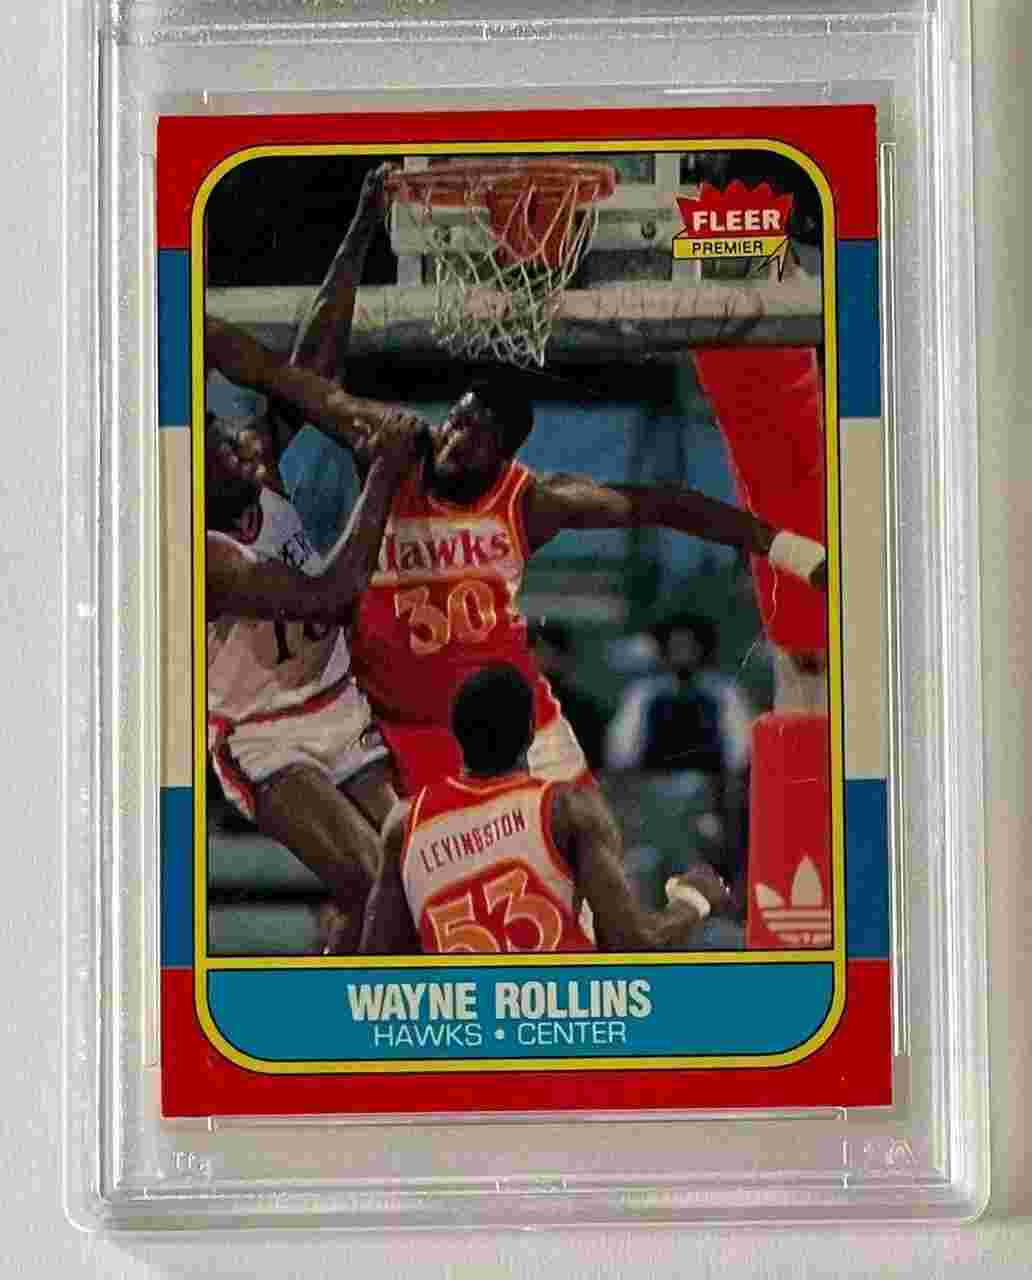 FLEER
PREMIER
Hawks
30
LEVINGSTON
53
WAYNE ROLLINS
HAWKS • CENTER